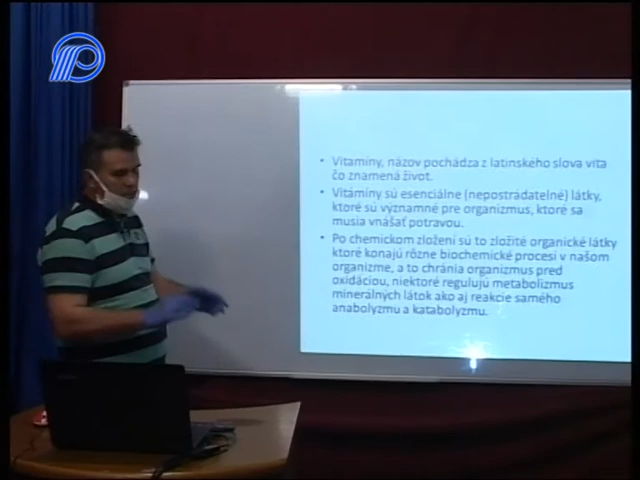 P
• Vitamíny, názov pochádza z latinského slova vita
čo znamená život.
• Vitamíny sú esenciálne (nepostrádateľné) látky,
ktoré sú významné pre organizmus, ktoré sa
musia vnášať potravou.
• Po chemickom zložení sú to zložité organické látky
ktoré konajú rôzne biochemické procesi v našom
organizme, a to chránia organizmus pred
oxidáciou, niektoré regulujú metabolizmus
minerálnych látok ako aj reakcie samého
anabolyzmu a katabolyzmu.